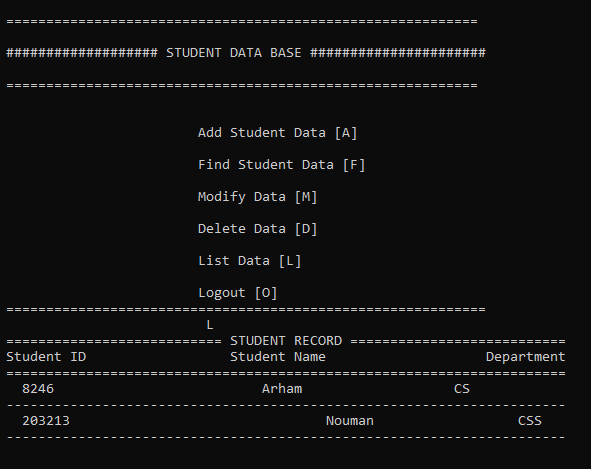 ===========================================================
################### STUDENT DATA BASE ######################
===========================================================
Add Student Data [A]
Find Student Data [F]
Modify Data [M]
Delete Data [D]
List Data [L]
Logout [O]
============================================================
L
=========================== STUDENT RECORD ===========================
Student ID                  Student Name                    Department
======================================================================
8246                          Arham                   CS
----------------------------------------------------------------------
203213                                Nouman                  CSS
----------------------------------------------------------------------